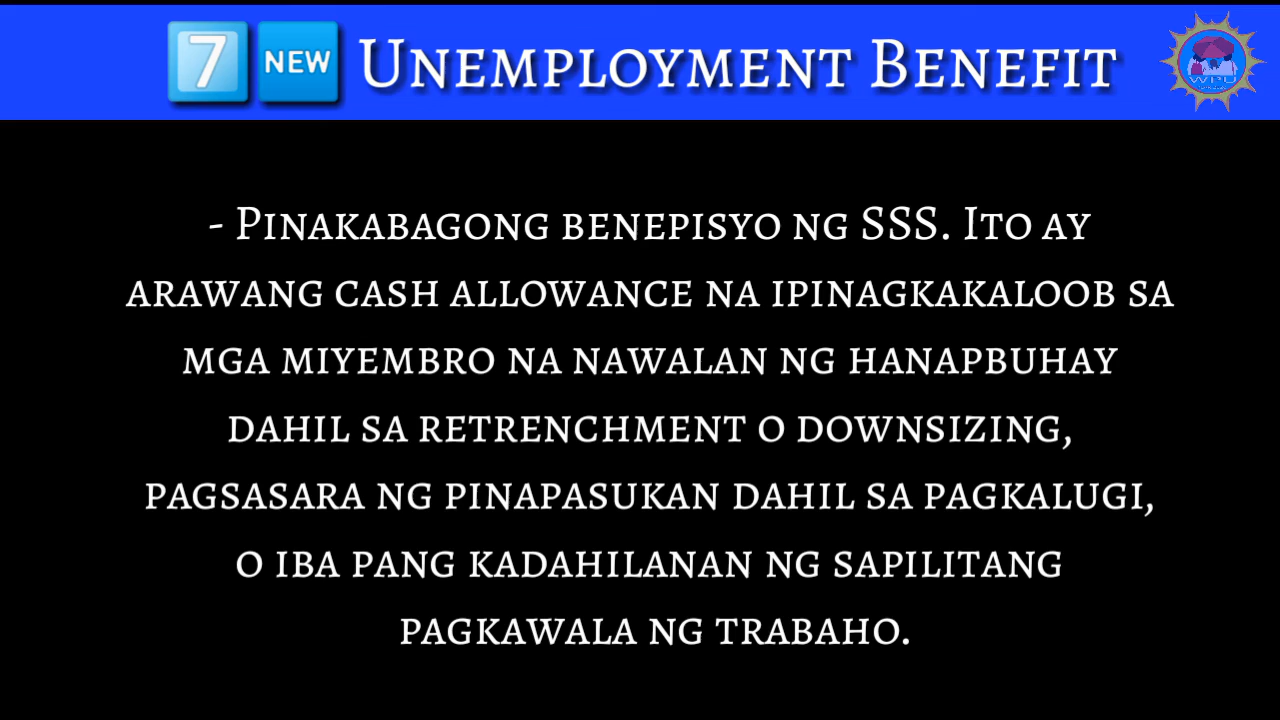 7 NEW Unemployment Benefit
WPU
- Pinakabagong benepisyo ng SSS. Ito ay
arawang cash allowance na ipinagkakaloob sa
mga miyembro na nawalan ng hanapbuhay
dahil sa retrenchment o downsizing,
pagsasara ng pinapasukan dahil sa pagkalugi,
o iba pang kadahilanan ng sapilitang
pagkawala ng trabaho.